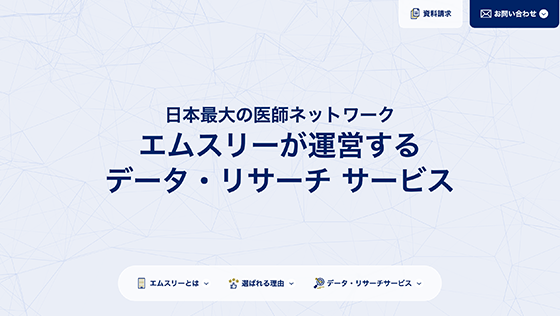 資料請求
お問い合わせ
日本最大の医師ネットワーク
エムスリーが運営する
データ・リサーチ サービス
エムスリーとは
選ばれる理由
データ・リサーチサービス